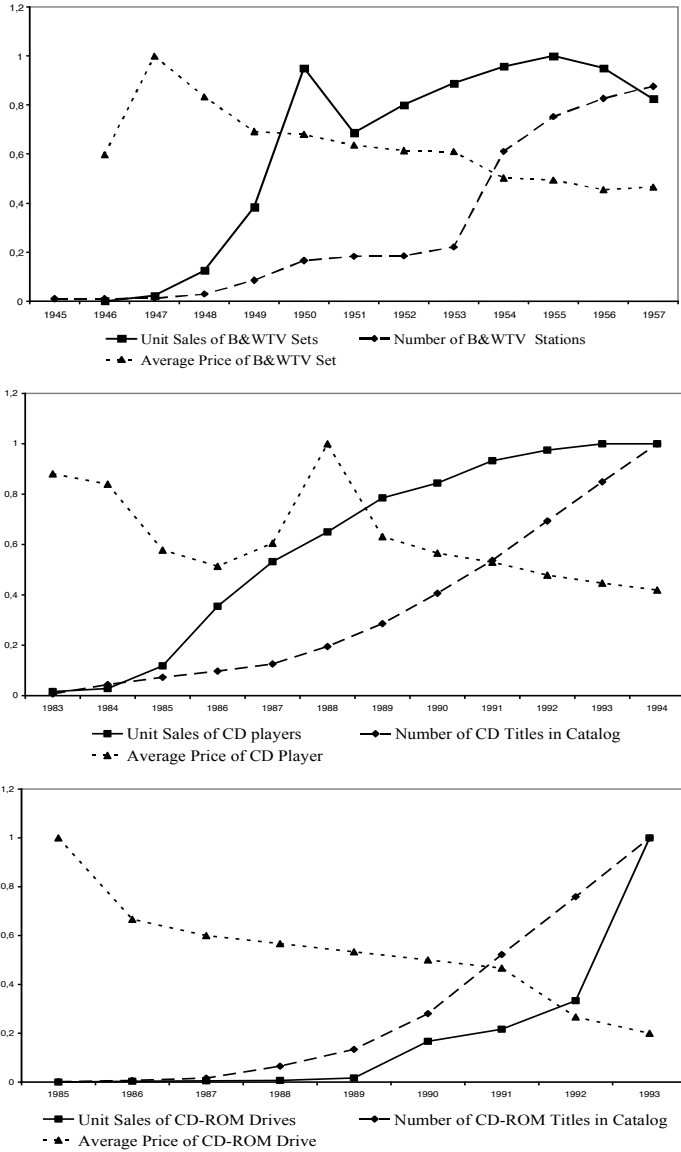 1,2
1
0,8
0,6
0,4
0,2
0
1945 1946 1947 1948 1949 1950 1951 1952 1953 1954 1955 1956 1957
Unit Sales of B&WTV Sets Number of B&WTV Stations
Average Price of B&WTV Set
1,2
1
0,8
0,6
0,4
0,2
0
1983 1984 1985 1986 1987 1988 1989 1990 1991 1992 1993 1994
Unit Sales of CD players Number of CD Titles in Catalog
Average Price of CD Player
1,2
1
0,8
0,6
0,4
0,2
0
1985 1986 1987 1988 1989 1990 1991 1992 1993
Unit Sales of CD-ROM Drives Number of CD-ROM Titles in Catalog
Average Price of CD-ROM Drive